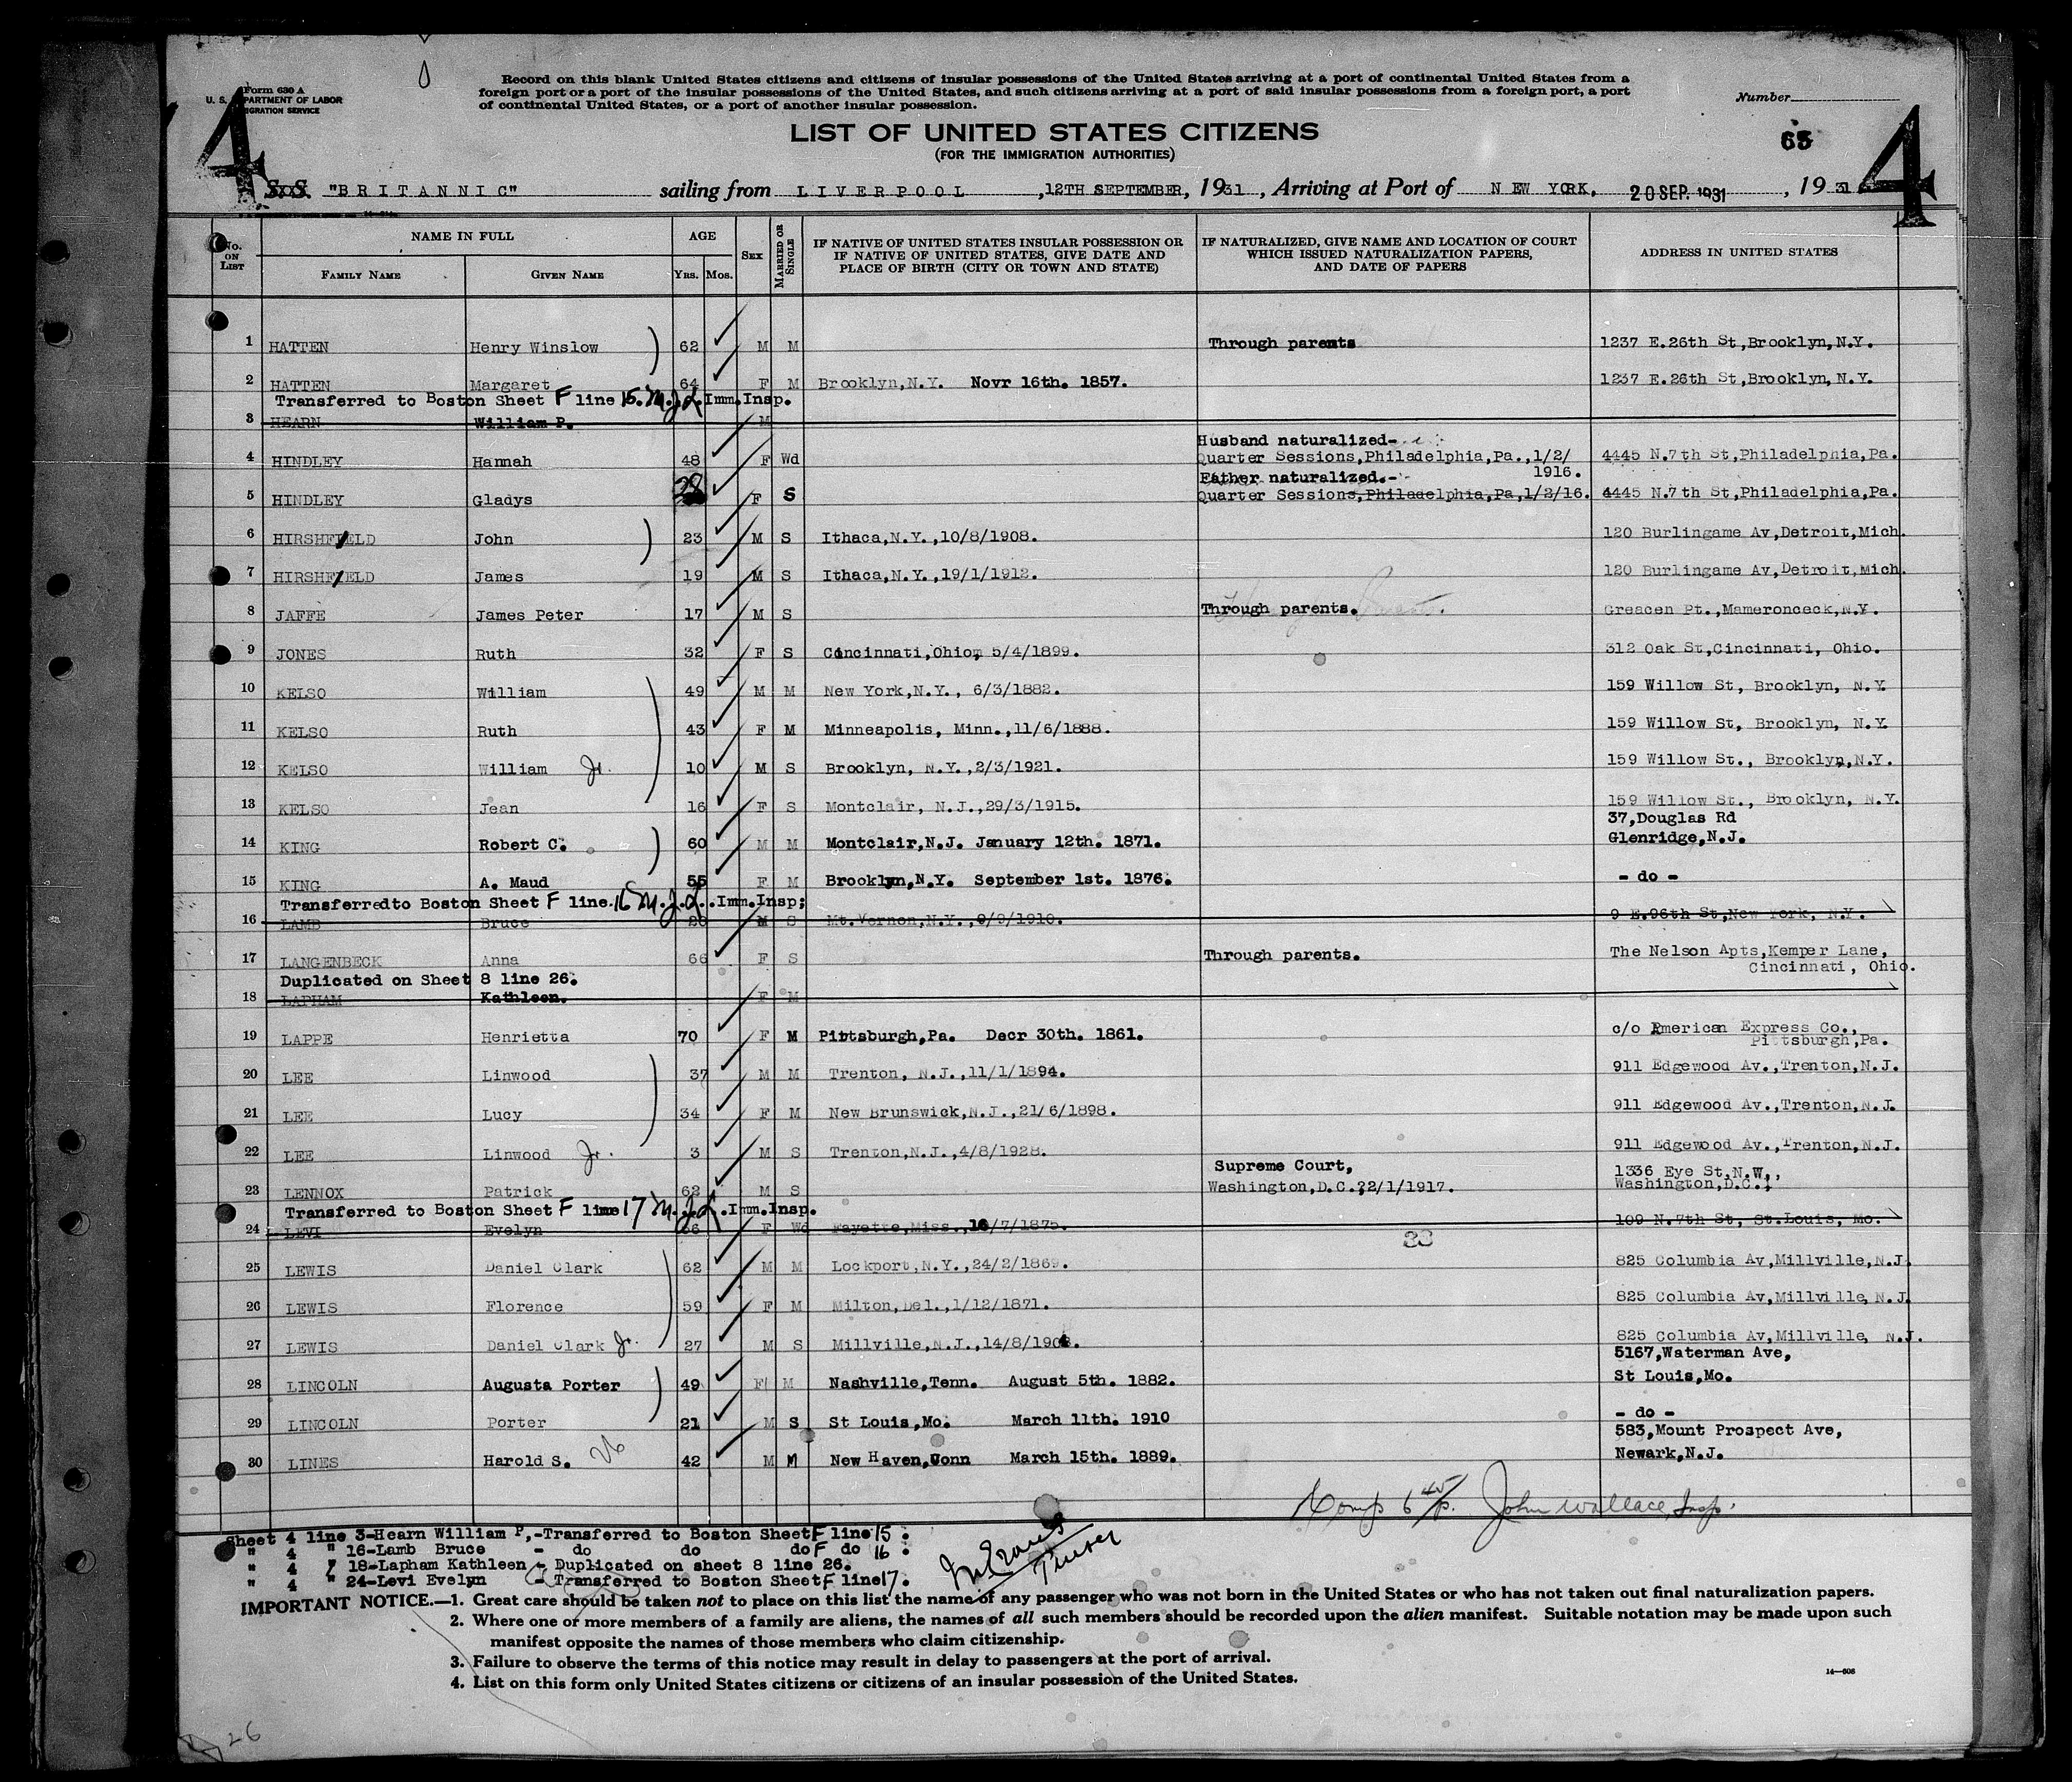 Form 630 A
U. S. DEPARTMENT OF LABOR
IMMIGRATION SERVICE
Record on this blank United States citizens and citizens of insular possessions of the United States arriving at a port of continental United States from a
foreign port or a port of the insular possessions of the United States, and such citizens arriving at a port of said insular possessions from a foreign port, a port
of continental United States, or a port of another insular possession.
Number
4
4
LIST OF UNITED STATES CITIZENS
(FOR THE IMMIGRATION AUTHORITIES)
S.S. "BRITANNIC" sailing from LIVERPOOL, 12TH SEPTEMBER, 1931, Arriving at Port of NEW YORK, 20 SEP. 1931, 1931
No. ON LIST NAME IN FULL AGE SEX MARRIED OR SINGLE IF NATIVE OF UNITED STATES INSULAR POSSESSION OR IF NATIVE OF UNITED STATES, GIVE DATE AND PLACE OF BIRTH (CITY OR TOWN AND STATE) IF NATURALIZED, GIVE NAME AND LOCATION OF COURT WHICH ISSUED NATURALIZATION PAPERS, AND DATE OF PAPERS ADDRESS IN UNITED STATES
FAMILY NAME GIVEN NAME YRS. MOS.
1 HATTEN Henry Winslow 62 M M Through parents 1237 E.26th St,Brooklyn,N.Y.
2 HATTEN Margaret 64 F M Brooklyn,N.Y. Novr 16th. 1857. 1237 E.26th St,Brooklyn,N.Y.
Transferred to Boston Sheet F line 15. M.J.L. Imm.Insp.
3 HEARN William P. M
Husband naturalized-
4 HINDLEY Hannah 48 F Wd Quarter Sessions,Philadelphia,Pa.,1/2/1916. 4445 N.7th St,Philadelphia,Pa.
Father naturalized.-
5 HINDLEY Gladys 28 F S Quarter Sessions,Philadelphia,Pa,1/2/16. 4445 N.7th St,Philadelphia,Pa.
6 HIRSHFIELD John 23 M S Ithaca,N.Y.,10/8/1908. 120 Burlingame Av,Detroit,Mich.
7 HIRSHFIELD James 19 M S Ithaca,N.Y.,19/1/1912. 120 Burlingame Av,Detroit,Mich.
8 JAFFE James Peter 17 M S Through parents. Greacen Pt.,Mameronceck,N.Y.
9 JONES Ruth 32 F S Cincinnati,Ohio, 5/4/1899. 312 Oak St,Cincinnati, Ohio.
10 KELSO William 49 M M New York,N.Y., 6/3/1882. 159 Willow St, Brooklyn, N.Y.
11 KELSO Ruth 43 F M Minneapolis, Minn.,11/6/1888. 159 Willow St, Brooklyn, N.Y.
12 KELSO William Jr. 10 M S Brooklyn, N.Y.,2/3/1921. 159 Willow St., Brooklyn,N.Y.
13 KELSO Jean 16 F S Montclair, N.J.,29/3/1915. 159 Willow St., Brooklyn, N.Y.
37,Douglas Rd
14 KING Robert C. 60 M M Montclair,N.J. January 12th. 1871. Glenridge,N.J.
15 KING A. Maud 55 F M Brooklyn,N.Y. September 1st. 1876. - do -
Transferred to Boston Sheet F line 16 M.J.L. Imm.Insp;
16 LAMB Bruce M S Mt.Vernon,N.Y.,9/9/1910. 9 E.96th St,New York, N.Y.
17 LANGENBECK Anna 66 F S Through parents. The Nelson Apts,Kemper Lane,
Cincinnati, Ohio.
Duplicated on Sheet 8 line 26.
18 LAPHAM Kathleen. F M
19 LAPPE Henrietta 70 F M Pittsburgh,Pa. Decr 30th. 1861. c/o American Express Co.,
Pittsburgh,Pa.
20 LEE Linwood 37 M M Trenton, N.J.,11/1/1894. 911 Edgewood Av.,Trenton,N.J.
21 LEE Lucy 34 F M New Brunswick,N.J.,21/6/1898. 911 Edgewood Av.,Trenton,N.J.
22 LEE Linwood Jr. 3 M S Trenton,N.J.,4/8/1928. 911 Edgewood Av.,Trenton,N.J.
Supreme Court, 1336 Eye St,N.W.,
23 LENNOX Patrick 62 M S Washington,D.C.,22/1/1917. Washington,D.C.
Transferred to Boston Sheet F line 17 M.J.L. Imm.Insp.
24 LEVI Evelyn F Wd Fayette,Miss.,16/7/1875. 109 N.7th St, St.Louis, Mo.
33
25 LEWIS Daniel Clark 62 M M Lockport,N.Y.,24/2/1869. 825 Columbia Av,Millville,N.J.
26 LEWIS Florence 59 F M Milton,Del.,1/12/1871. 825 Columbia Av,Millville,N.J.
27 LEWIS Daniel Clark Jr. 27 M S Millville,N.J.,14/8/1904. 825 Columbia Av,Millville, N.J.
5167,Waterman Ave,
28 LINCOLN Augusta Porter 49 F M Nashville,Tenn. August 5th. 1882. St Louis,Mo.
29 LINCOLN Porter 21 M S St Louis,Mo. March 11th. 1910 - do -
583,Mount Prospect Ave,
30 LINES Harold S. 26 42 M M New Haven,Conn March 15th. 1889. Newark,N.J.
Comp 6 45/p. John Wallace, Insp.
Sheet 4 line 3-Hearn William P,-Transferred to Boston Sheet F line 15.
" 4 " 16-Lamb Bruce - do do do F do 16.
" 4 " 18-Lapham Kathleen - Duplicated on sheet 8 line 26.
" 4 " 24-Levi Evelyn - Transferred to Boston Sheet F line 17.
IMPORTANT NOTICE.—1. Great care should be taken not to place on this list the name of any passenger who was not born in the United States or who has not taken out final naturalization papers.
2. Where one or more members of a family are aliens, the names of all such members should be recorded upon the alien manifest. Suitable notation may be made upon such
manifest opposite the names of those members who claim citizenship.
3. Failure to observe the terms of this notice may result in delay to passengers at the port of arrival.
4. List on this form only United States citizens or citizens of an insular possession of the United States.
14—608
26